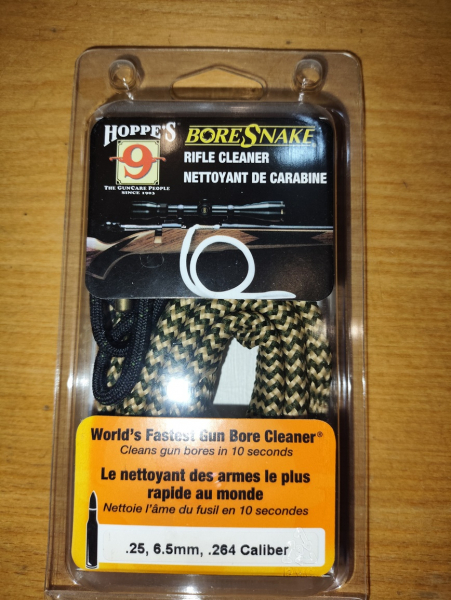 HOPPE'S
9
THE GUNCARE PEOPLE
SINCE 1903
BORESNAKE
RIFLE CLEANER
NETTOYANT DE CARABINE
World's Fastest Gun Bore Cleaner®
Cleans gun bores in 10 seconds
Le nettoyant des armes le plus
rapide au monde
Nettoie l'âme du fusil en 10 secondes
.25, 6.5mm, .264 Caliber